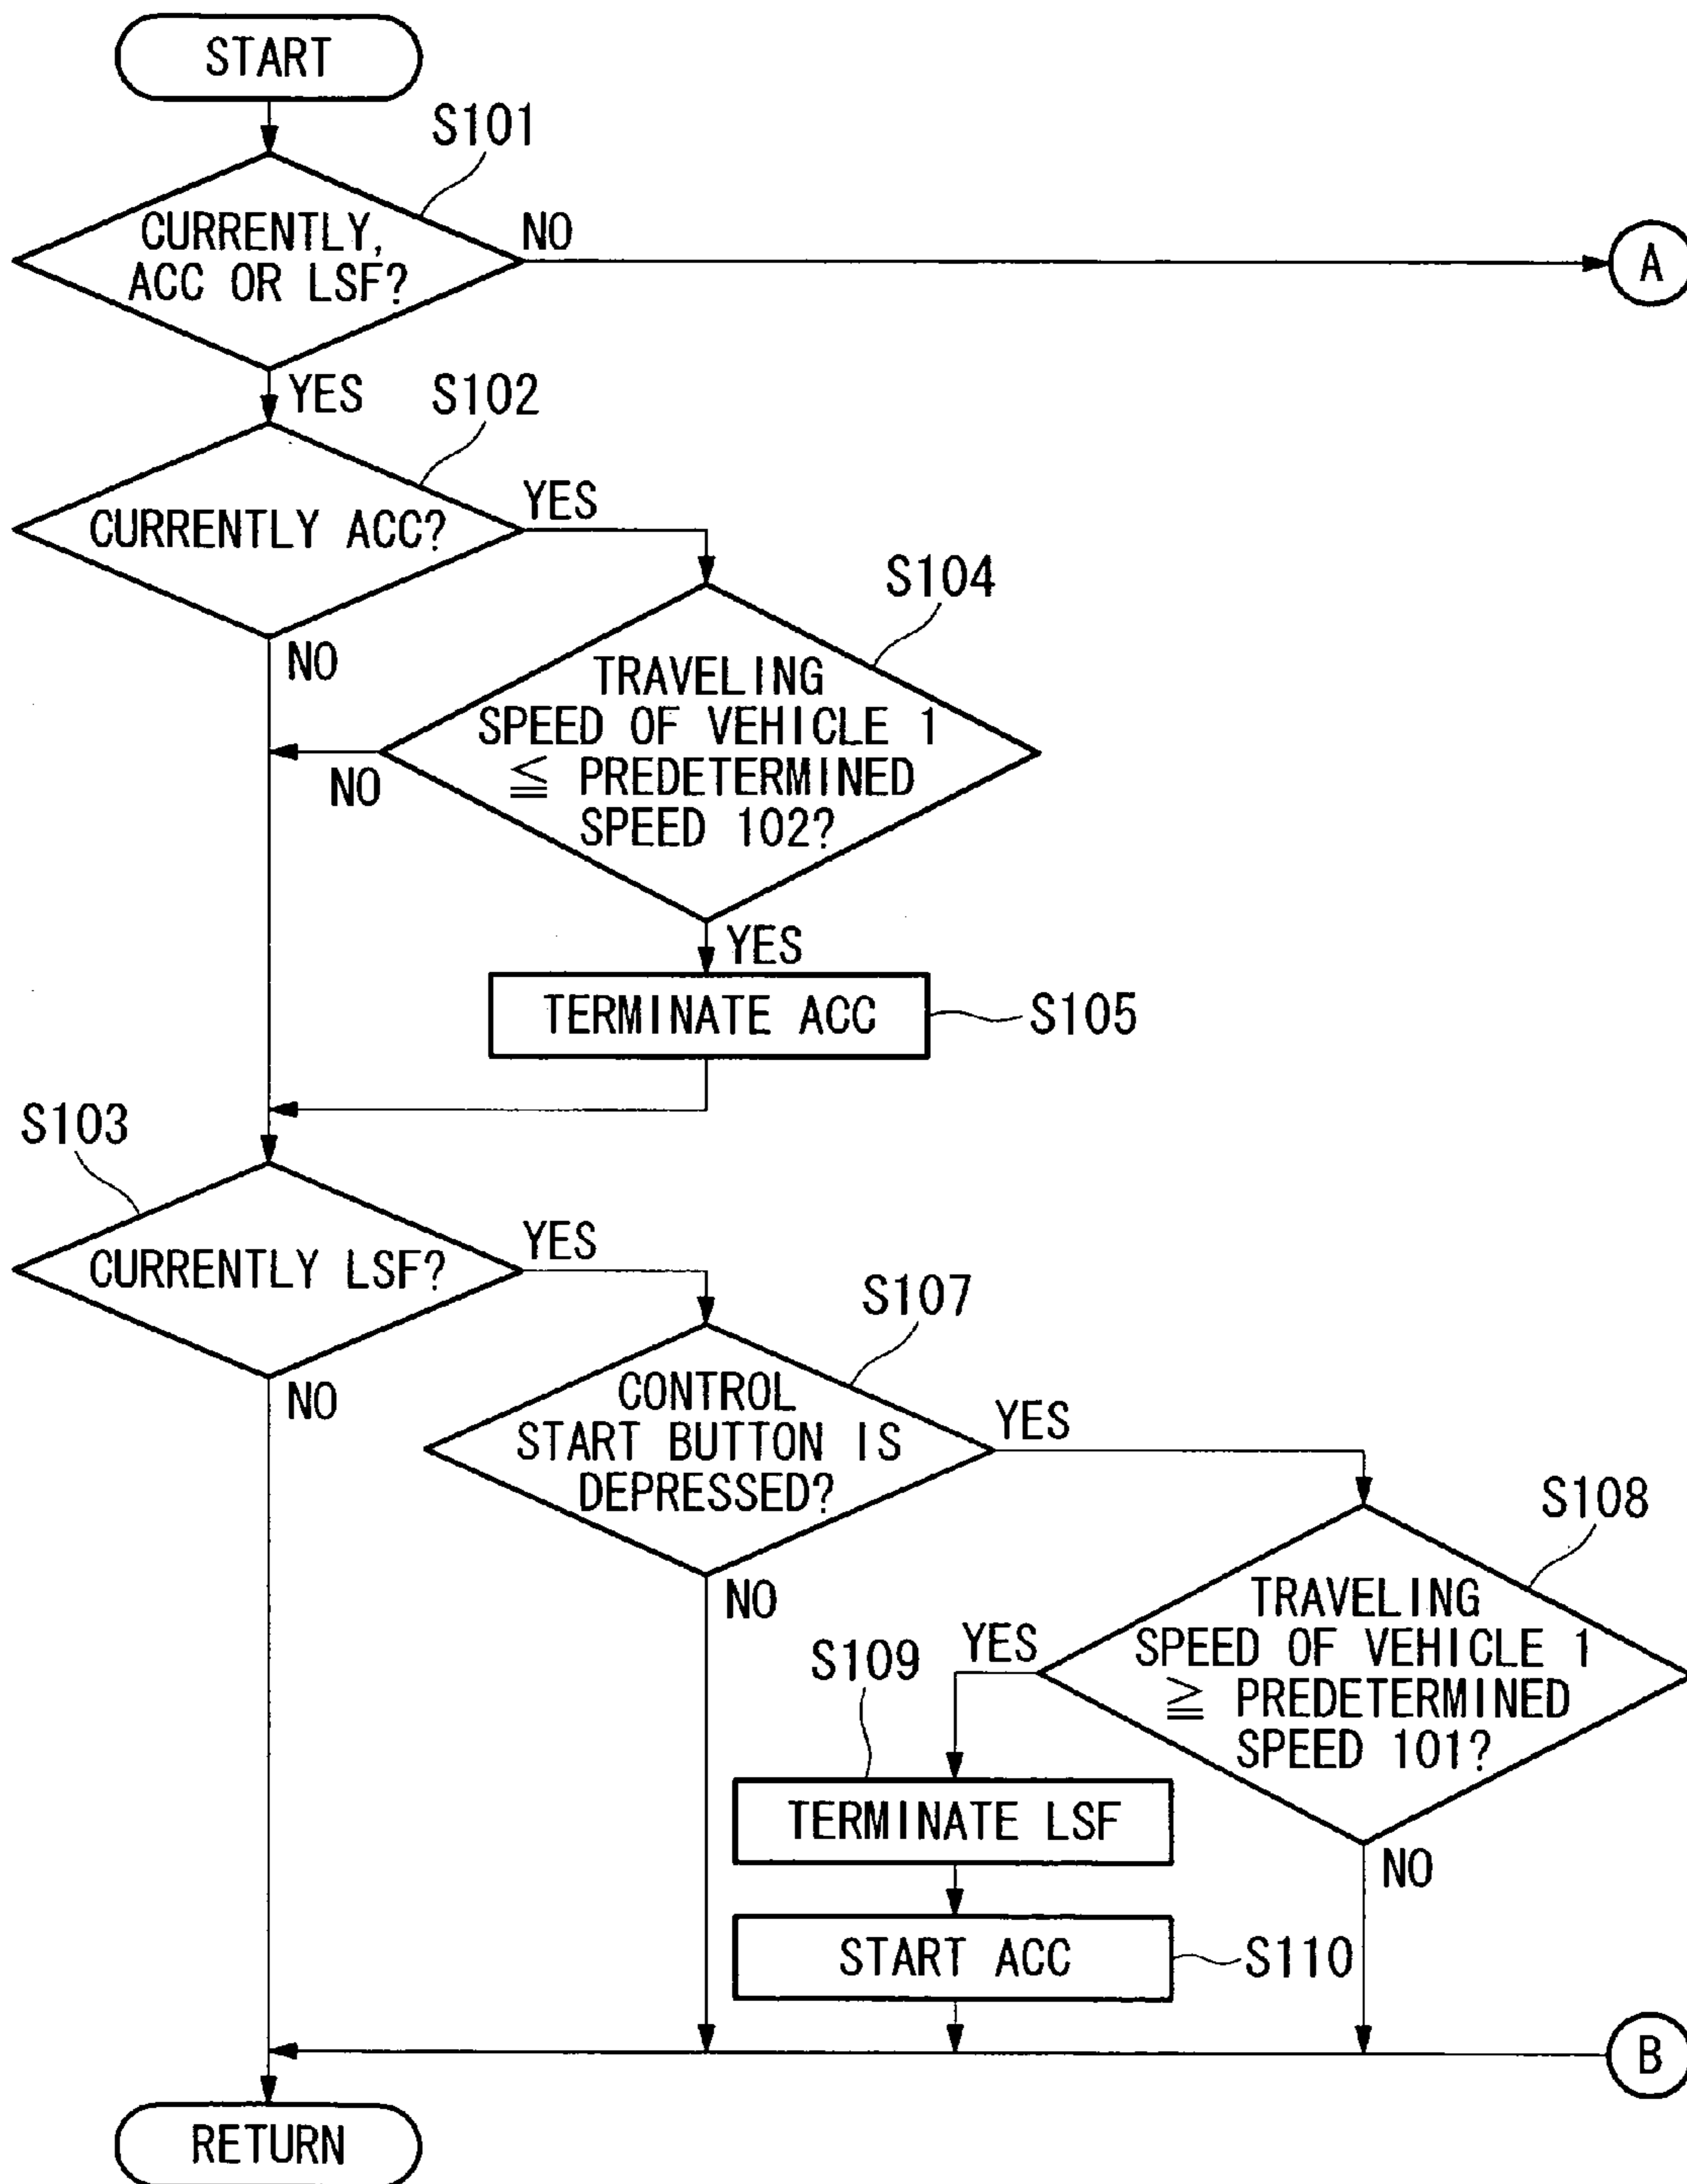 START
S101
CURRENTLY,
ACC OR LSF?
NO
A
YES
S102
CURRENTLY ACC?
YES
S104
NO
TRAVELING
SPEED OF VEHICLE 1
≦ PREDETERMINED
SPEED 102?
NO
YES
TERMINATE ACC
S105
S103
CURRENTLY LSF?
YES
S107
NO
CONTROL
START BUTTON IS
DEPRESSED?
YES
S108
NO
TRAVELING
SPEED OF VEHICLE 1
≧ PREDETERMINED
SPEED 101?
YES
S109
TERMINATE LSF
NO
START ACC
S110
B
RETURN